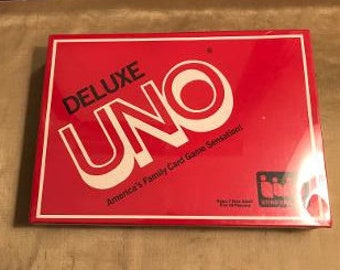 DELUXE
UNO
®
America's Family Card Game Sensation!